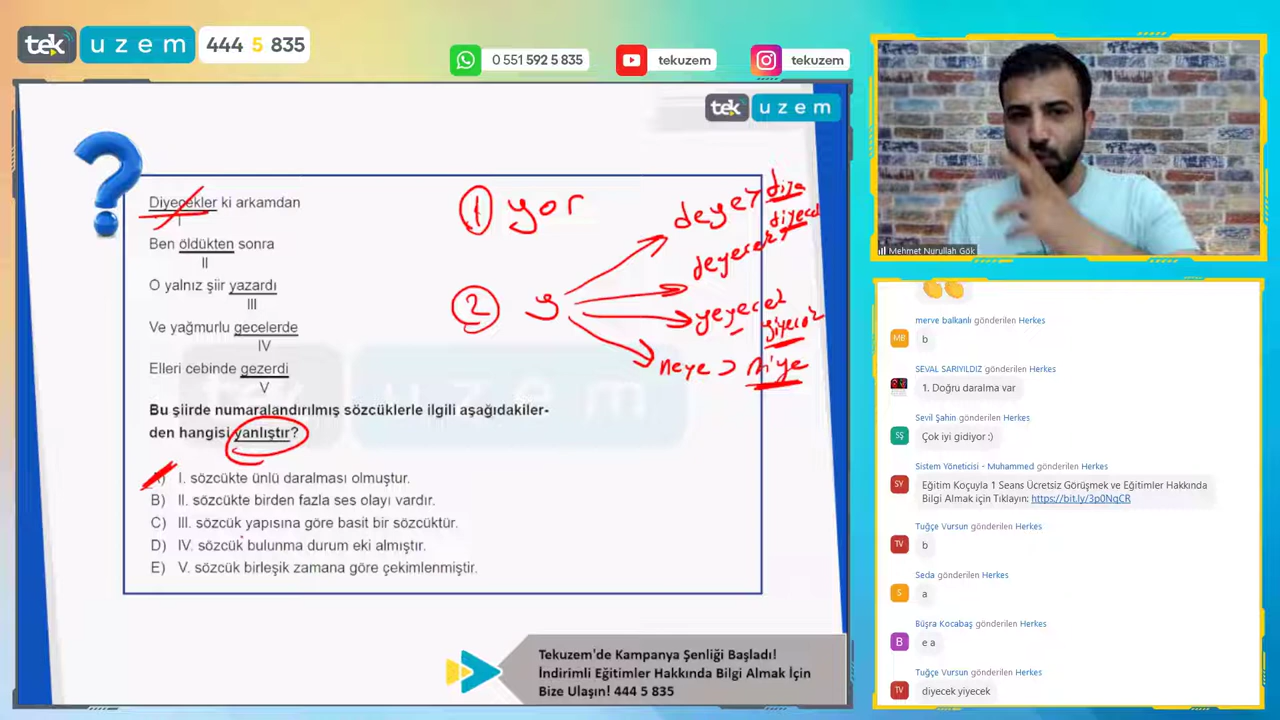 tek uzem 444 5 835
0 551 592 5 835
tekuzem
tekuzem
tek uzem
Diyecekler ki arkamdan
I
Ben öldükten sonra
II
O yalnız şiir yazardı
III
Ve yağmurlu gecelerde
IV
Elleri cebinde gezerdi
V
Bu şiirde numaralandırılmış sözcüklerle ilgili aşağıdakiler-
den hangisi yanlıştır?
A) I. sözcükte ünlü daralması olmuştur.
B) II. sözcükte birden fazla ses olayı vardır.
C) III. sözcük yapısına göre basit bir sözcüktür.
D) IV. sözcük bulunma durum eki almıştır.
E) V. sözcük birleşik zamana göre çekimlenmiştir.
1 yor
2 y
deye > diye
deyecek > diyecek
yeyecek
yiyecek
neye > niye
uzem
Tekuzem'de Kampanya Şenliği Başladı!
İndirimli Eğitimler Hakkında Bilgi Almak İçin
Bize Ulaşın! 444 5 835
Mehmet Nurullah Gök
merve balkanlı gönderilen Herkes
MB b
SEVAL SARIYILDIZ gönderilen Herkes
1. Doğru daralma var
Sevil Şahin gönderilen Herkes
SŞ Çok iyi gidiyor :)
Sistem Yöneticisi - Muhammed gönderilen Herkes
SY Eğitim Koçuyla 1 Seans Ücretsiz Görüşmek ve Eğitimler Hakkında
Bilgi Almak için Tıklayın: https://bit.ly/3p0NqCR
Tuğçe Vursun gönderilen Herkes
TV b
Seda gönderilen Herkes
S a
Büşra Kocabaş gönderilen Herkes
B e a
Tuğçe Vursun gönderilen Herkes
TV diyecek yiyecek